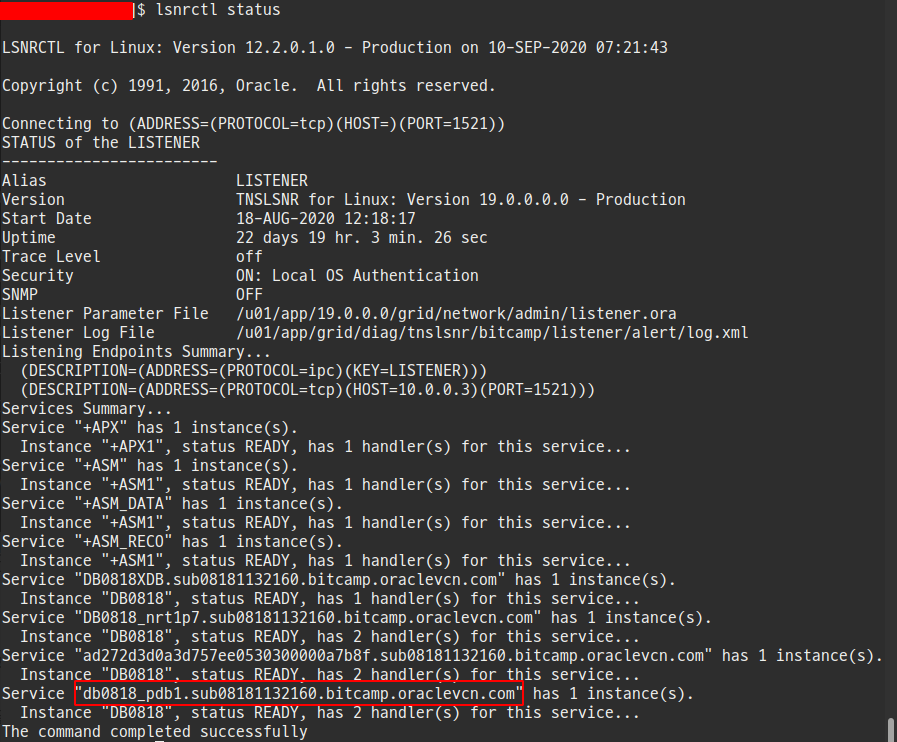 $ lsnrctl status
LSNRCTL for Linux: Version 12.2.0.1.0 - Production on 10-SEP-2020 07:21:43
Copyright (c) 1991, 2016, Oracle.  All rights reserved.
Connecting to (ADDRESS=(PROTOCOL=tcp)(HOST=)(PORT=1521))
STATUS of the LISTENER
------------------------
Alias                     LISTENER
Version                   TNSLSNR for Linux: Version 19.0.0.0.0 - Production
Start Date                18-AUG-2020 12:18:17
Uptime                    22 days 19 hr. 3 min. 26 sec
Trace Level               off
Security                  ON: Local OS Authentication
SNMP                      OFF
Listener Parameter File   /u01/app/19.0.0.0/grid/network/admin/listener.ora
Listener Log File         /u01/app/grid/diag/tnslsnr/bitcamp/listener/alert/log.xml
Listening Endpoints Summary...
  (DESCRIPTION=(ADDRESS=(PROTOCOL=ipc)(KEY=LISTENER)))
  (DESCRIPTION=(ADDRESS=(PROTOCOL=tcp)(HOST=10.0.0.3)(PORT=1521)))
Services Summary...
Service "+APX" has 1 instance(s).
  Instance "+APX1", status READY, has 1 handler(s) for this service...
Service "+ASM" has 1 instance(s).
  Instance "+ASM1", status READY, has 1 handler(s) for this service...
Service "+ASM_DATA" has 1 instance(s).
  Instance "+ASM1", status READY, has 1 handler(s) for this service...
Service "+ASM_RECO" has 1 instance(s).
  Instance "+ASM1", status READY, has 1 handler(s) for this service...
Service "DB0818XDB.sub08181132160.bitcamp.oraclevcn.com" has 1 instance(s).
  Instance "DB0818", status READY, has 1 handler(s) for this service...
Service "DB0818_nrt1p7.sub08181132160.bitcamp.oraclevcn.com" has 1 instance(s).
  Instance "DB0818", status READY, has 2 handler(s) for this service...
Service "ad272d3d0a3d757ee0530300000a7b8f.sub08181132160.bitcamp.oraclevcn.com" has 1 instance(s).
  Instance "DB0818", status READY, has 2 handler(s) for this service...
Service "db0818_pdb1.sub08181132160.bitcamp.oraclevcn.com" has 1 instance(s).
  Instance "DB0818", status READY, has 2 handler(s) for this service...
The command completed successfully